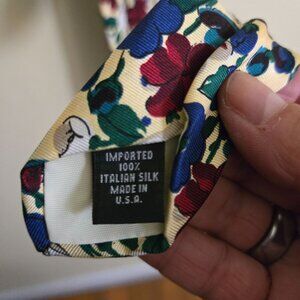 IMPORTED
100%
ITALIAN SILK
MADE IN
U.S.A.